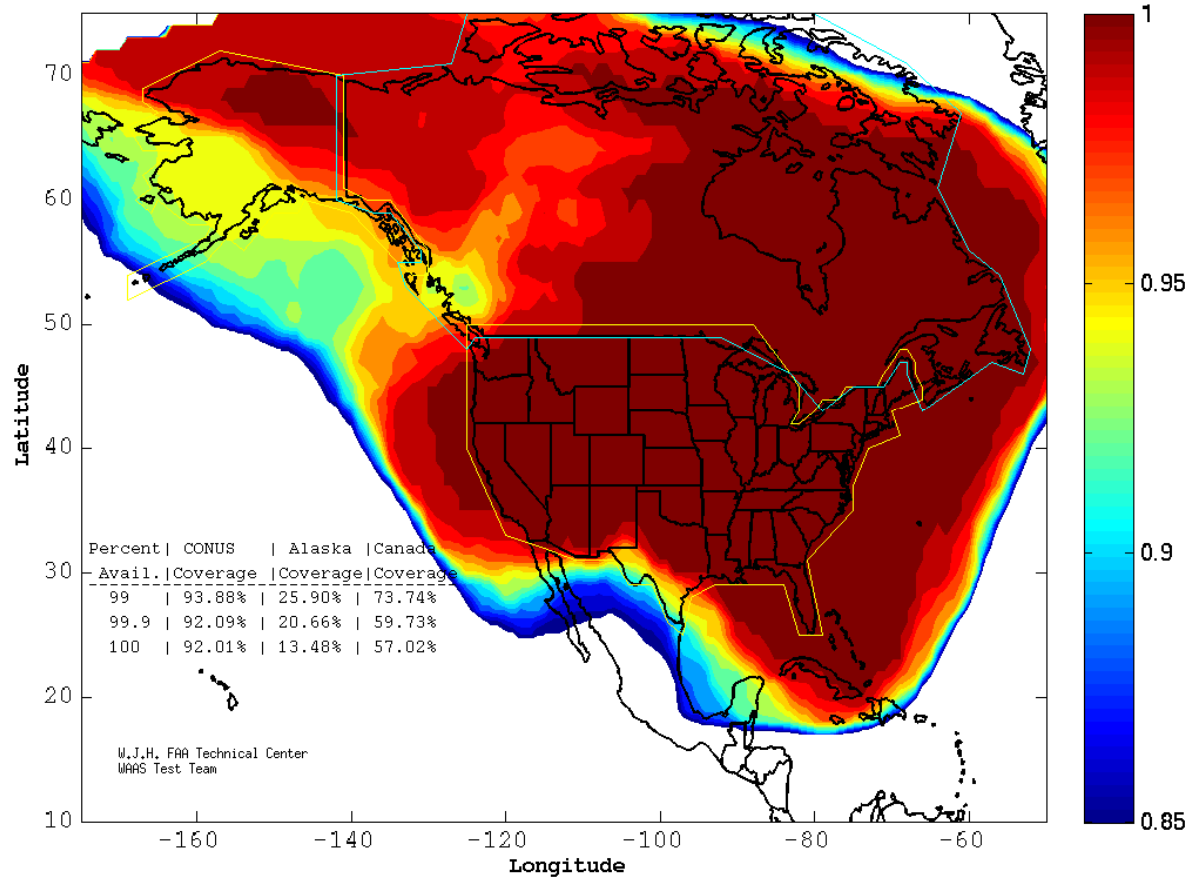 70
60
50
40
30
20
10
Latitude
-160
-140
-120
-100
-80
-60
Longitude
Percent| CONUS | Alaska |Canada
Avail.|Coverage |Coverage|Coverage
99 | 93.88% | 25.90% | 73.74%
99.9 | 92.09% | 20.66% | 59.73%
100 | 92.01% | 13.48% | 57.02%
W.J.H. FAA Technical Center
WAAS Test Team
1
0.95
0.9
0.85